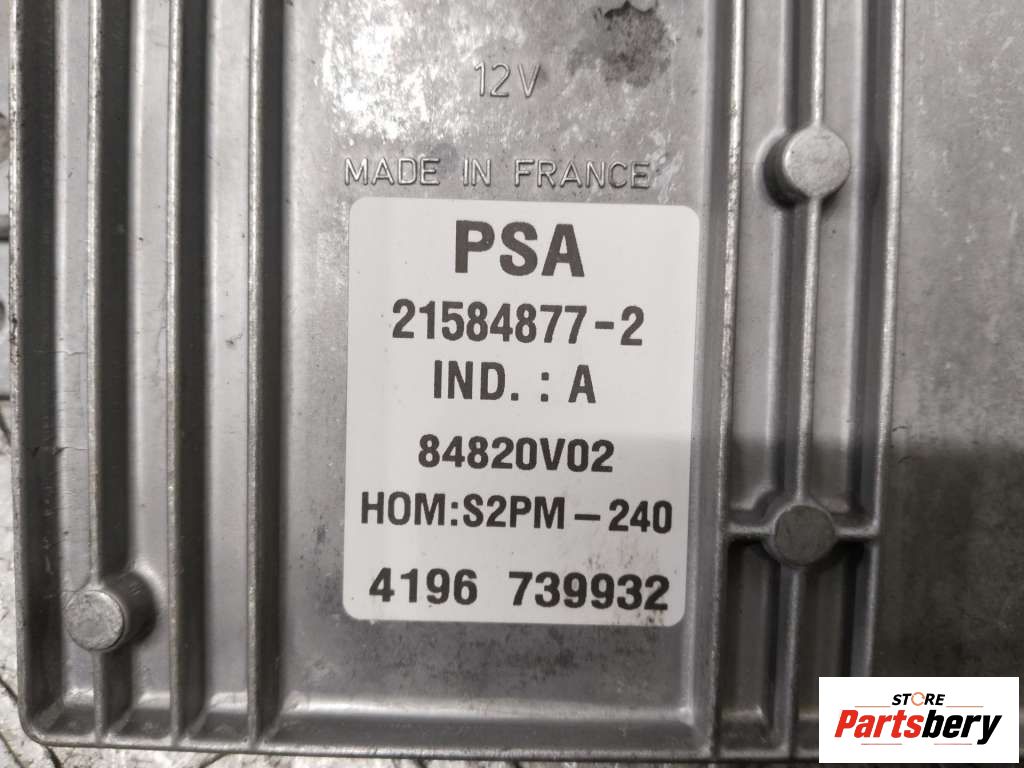 12V
MADE IN FRANCE
PSA
21584877-2
IND. : A
84820V02
HOM:S2PM-240
4196 739932
STORE
Partsbery